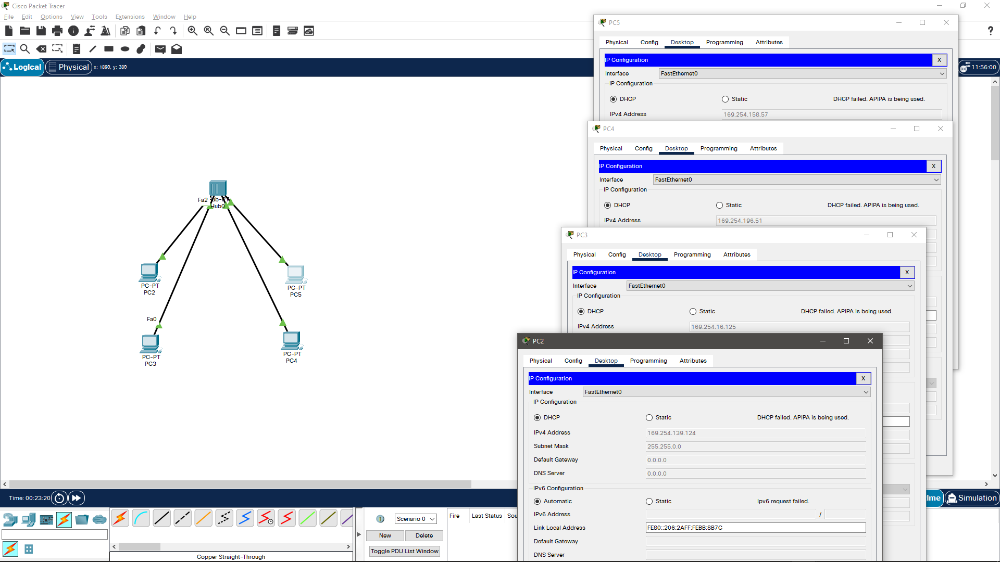 Cisco Packet Tracer
File Edit Options View Tools Extensions Window Help
Logical Physical x: 1890, y: 380
11:56:00
Fa2
Hub0
PC-PT
PC2
PC-PT
PC5
Fa0
PC-PT
PC3
PC-PT
PC4
PC5
Physical Config Desktop Programming Attributes
IP Configuration X
Interface FastEthernet0
IP Configuration
DHCP Static DHCP failed. APIPA is being used.
IPv4 Address 169.254.158.57
PC4
Physical Config Desktop Programming Attributes
IP Configuration X
Interface FastEthernet0
IP Configuration
DHCP Static DHCP failed. APIPA is being used.
IPv4 Address 169.254.196.51
PC3
Physical Config Desktop Programming Attributes
IP Configuration X
Interface FastEthernet0
IP Configuration
DHCP Static DHCP failed. APIPA is being used.
IPv4 Address 169.254.16.125
PC2
Physical Config Desktop Programming Attributes
IP Configuration X
Interface FastEthernet0
IP Configuration
DHCP Static DHCP failed. APIPA is being used.
IPv4 Address 169.254.139.124
Subnet Mask 255.255.0.0
Default Gateway 0.0.0.0
DNS Server 0.0.0.0
IPv6 Configuration
Automatic Static Ipv6 request failed.
IPv6 Address /
Link Local Address FE80::206:2AFF:FEBB:8B7C
Default Gateway
DNS Server
Time: 00:23:20
ime Simulation
Scenario 0
New Delete
Toggle PDU List Window
Fire Last Status Sou
Copper Straight-Through